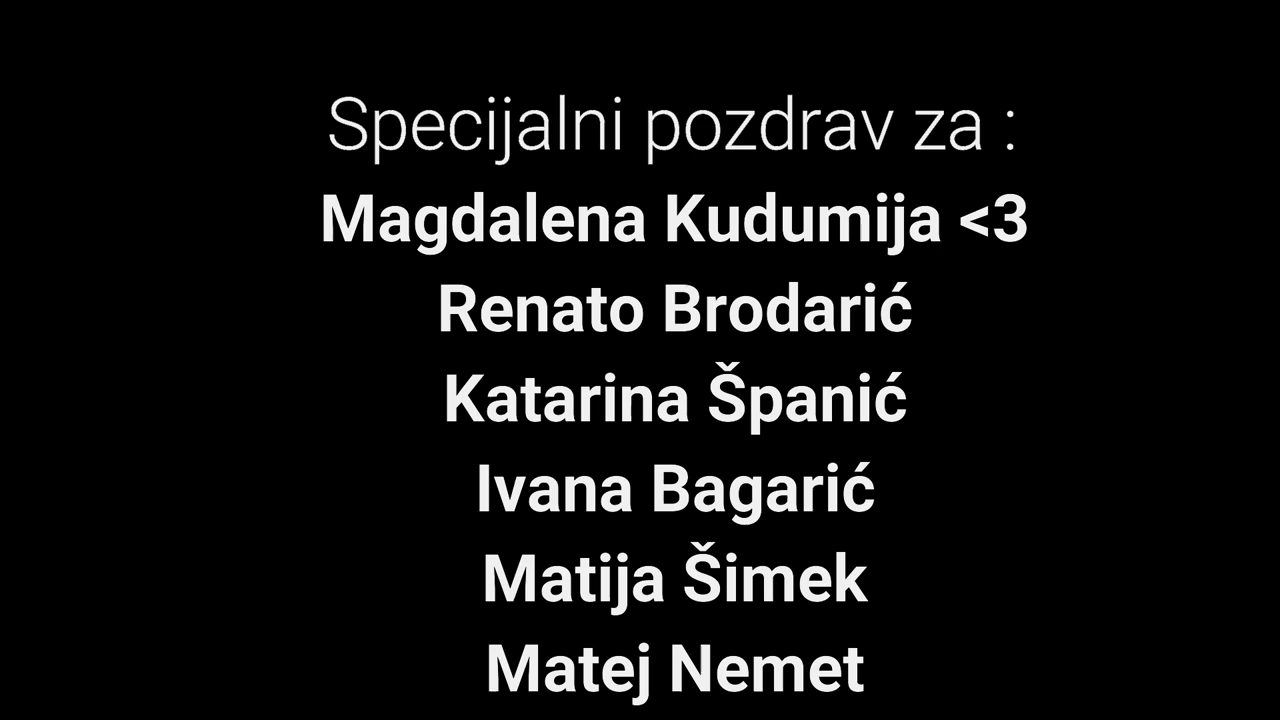 Specijalni pozdrav za :
Magdalena Kudumija <3
Renato Brodarić
Katarina Španić
Ivana Bagarić
Matija Šimek
Matej Nemet